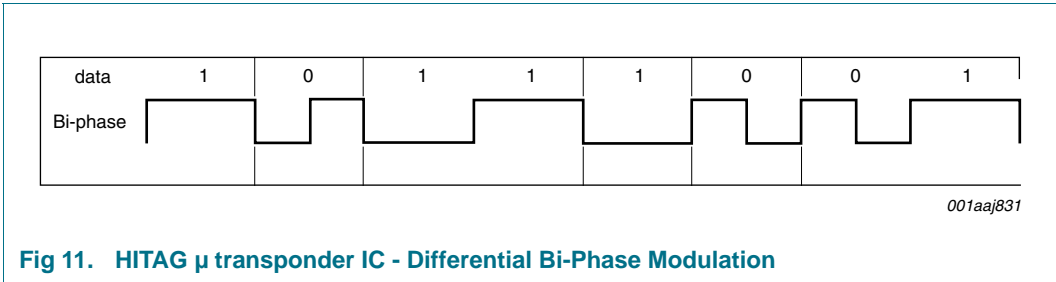 data 1 0 1 1 1 0 0 1
Bi-phase
001aaj831
Fig 11. HITAG µ transponder IC - Differential Bi-Phase Modulation